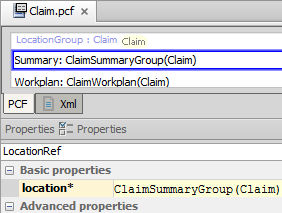 Claim.pcf ×
LocationGroup : Claim Claim
Summary: ClaimSummaryGroup(Claim)
Workplan: ClaimWorkplan(Claim)
PCF Xml
Properties Properties
LocationRef
Basic properties
location* ClaimSummaryGroup(Claim)
Advanced properties